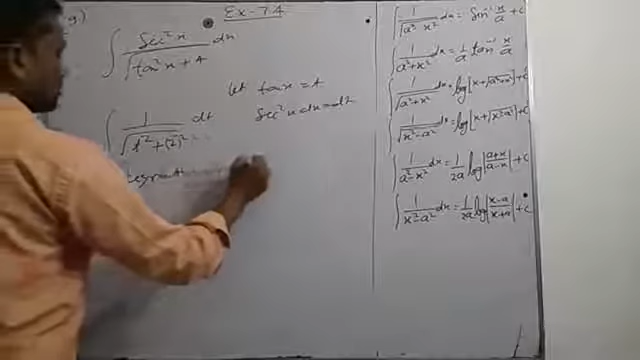 9)
Ex - 7.4
∫ sec²x / √(tan²x + 4) dx
let tanx = t
sec²x dx = dt
∫ 1 / √(t² + (2)²) dt
∫ 1/√(a² - x²) dx = sin⁻¹ x/a + c
∫ 1/(a² + x²) dx = 1/a tan⁻¹ x/a
∫ 1/√(a² + x²) dx = log|x + √(a² + x²)| + c
∫ 1/√(x² - a²) dx = log|x + √(x² - a²)| + c
∫ 1/(a² - x²) dx = 1/2a log|(a + x)/(a - x)| + c
∫ 1/(x² - a²) dx = 1/2a log|(x - a)/(x + a)| + c